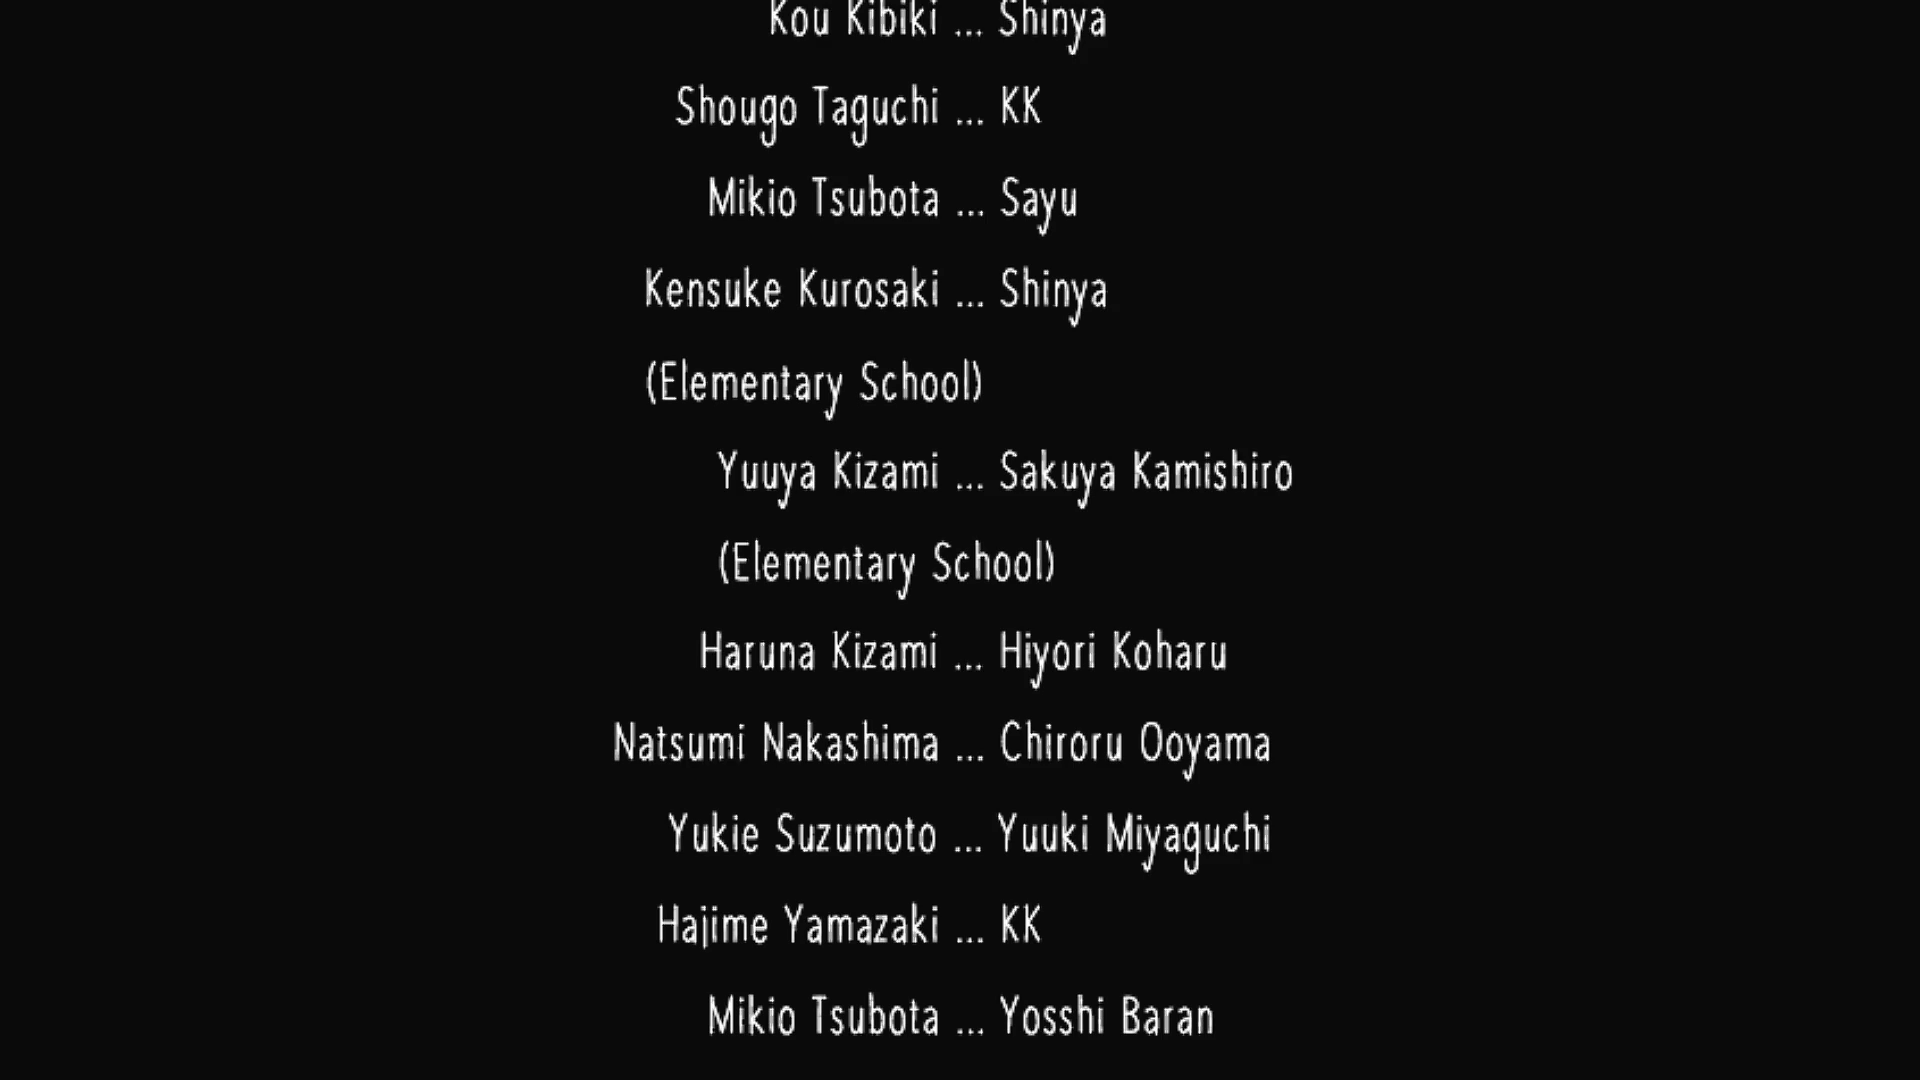 Kou Kibiki ... Shinya
Shougo Taguchi ... KK
Mikio Tsubota ... Sayu
Kensuke Kurosaki ... Shinya
(Elementary School)
Yuuya Kizami ... Sakuya Kamishiro
(Elementary School)
Haruna Kizami ... Hiyori Koharu
Natsumi Nakashima ... Chiroru Ooyama
Yukie Suzumoto ... Yuuki Miyaguchi
Hajime Yamazaki ... KK
Mikio Tsubota ... Yosshi Baran